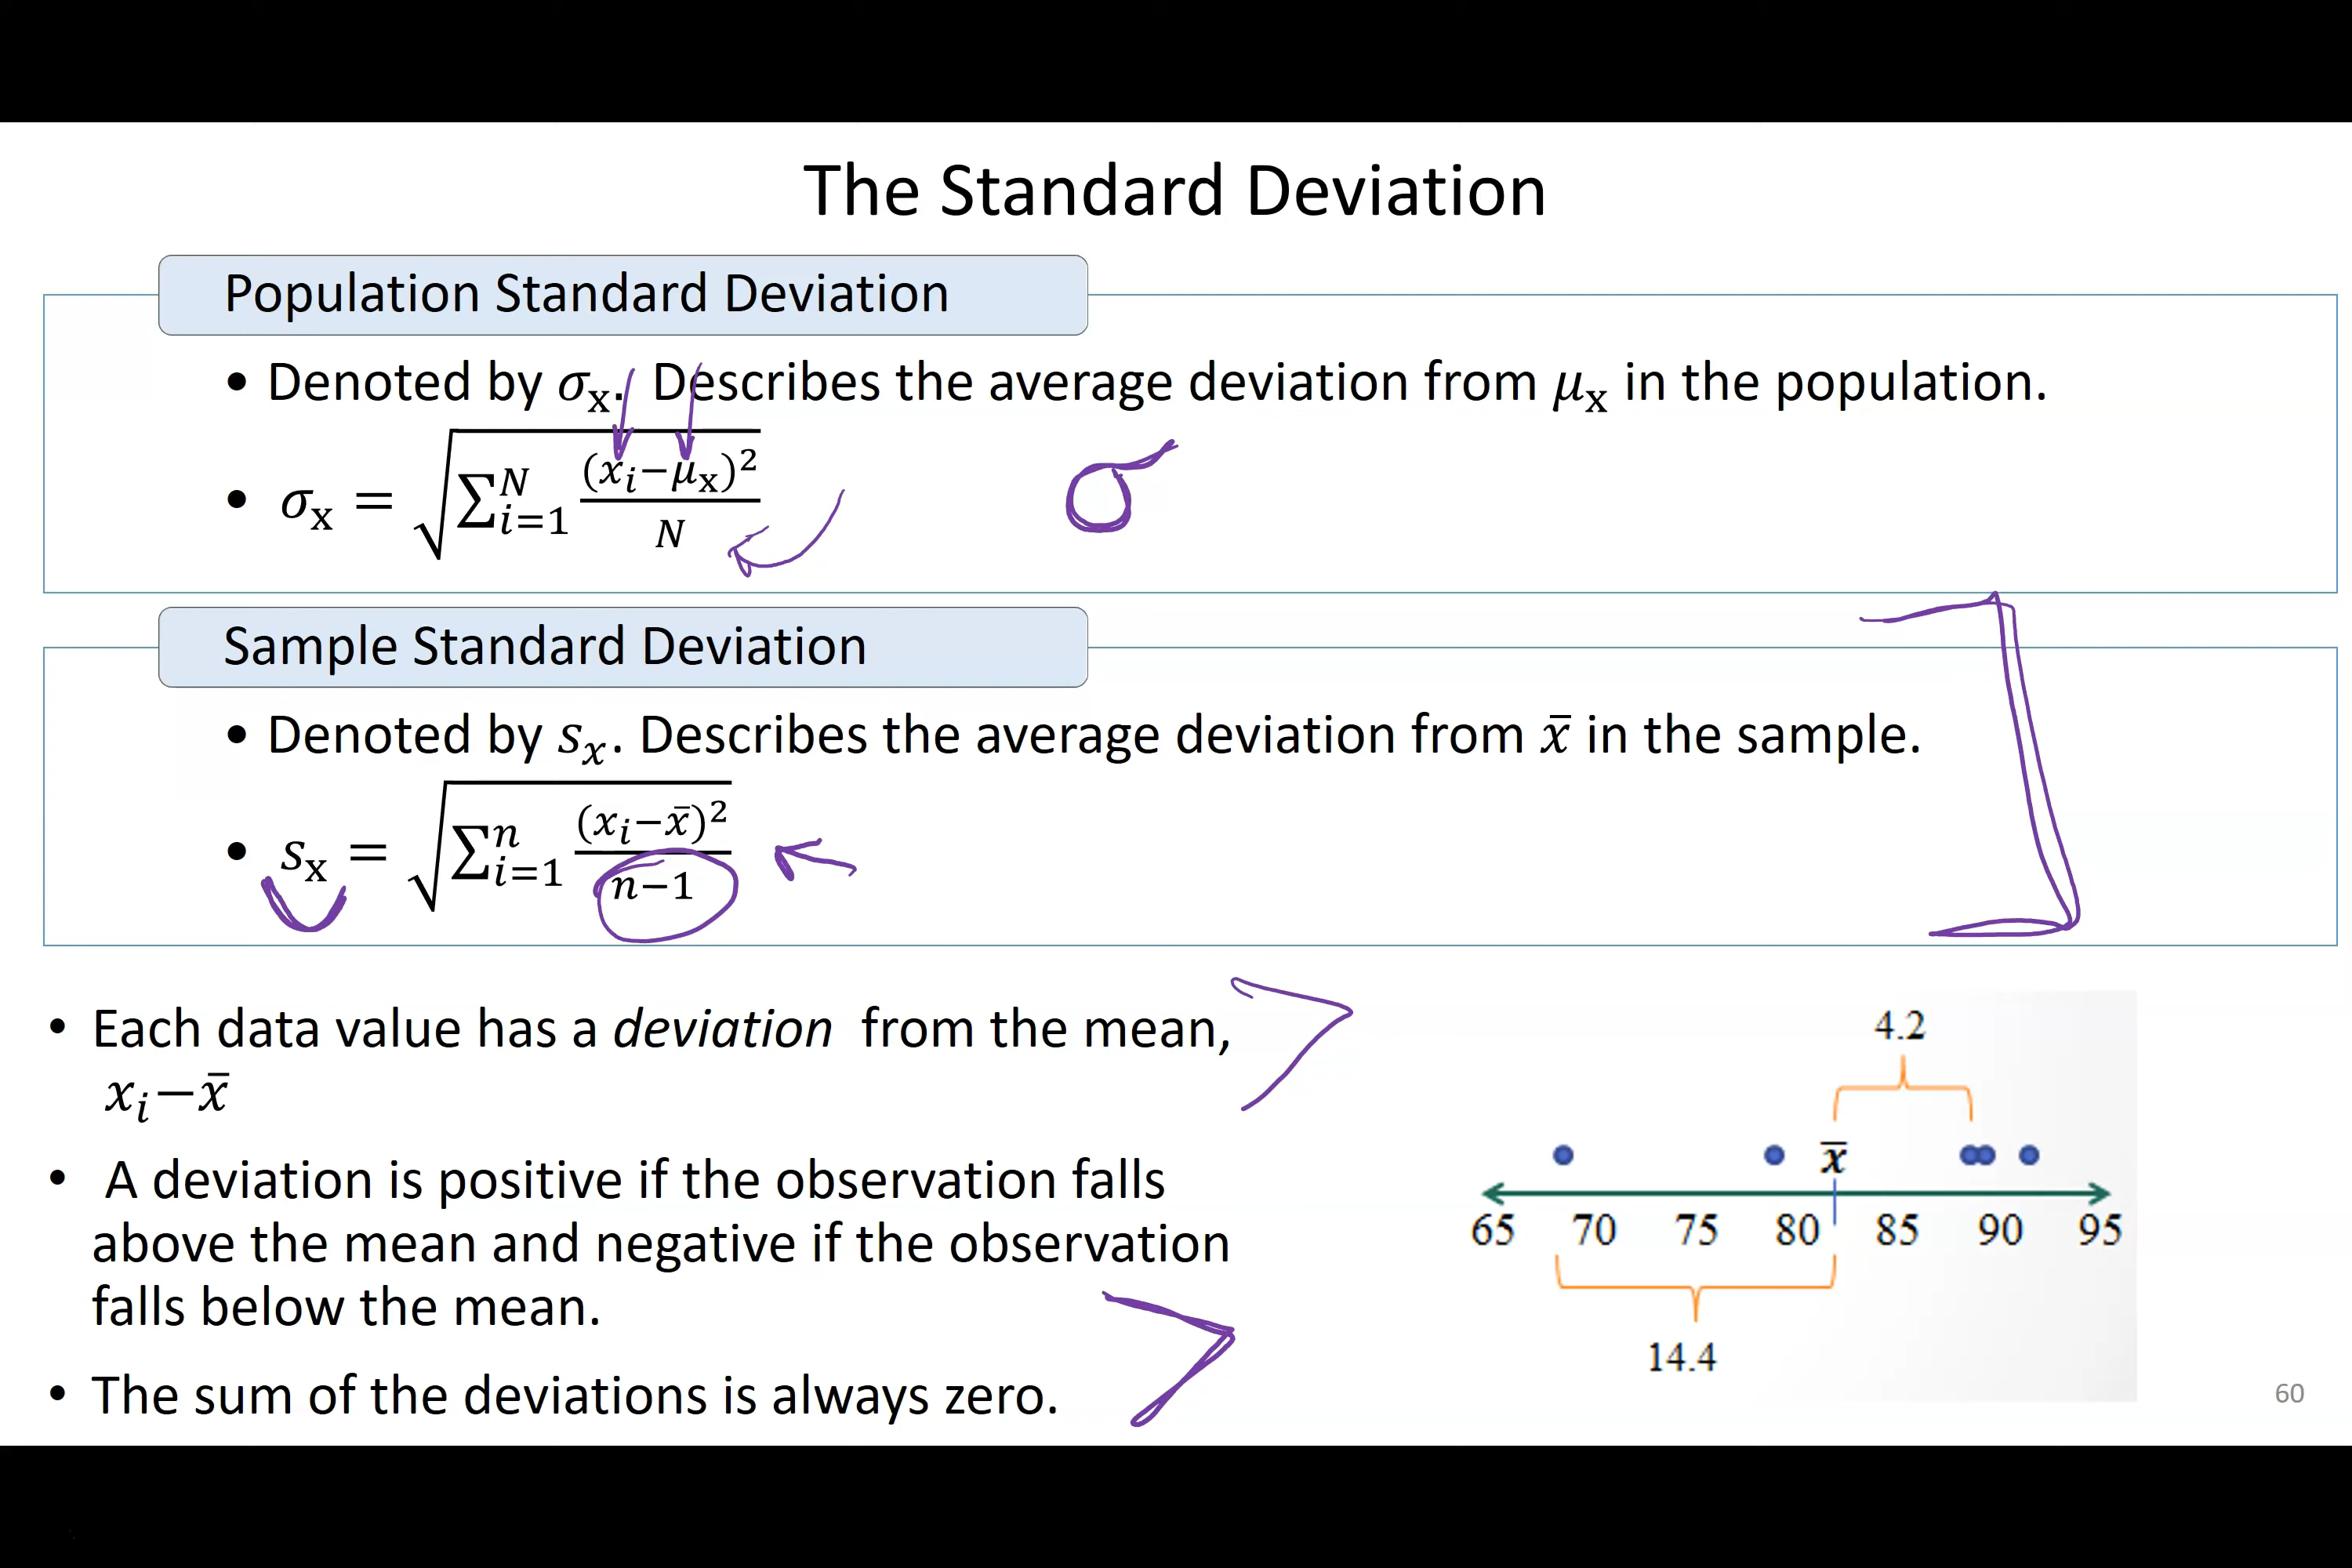 The Standard Deviation
Population Standard Deviation
• Denoted by σₓ. Describes the average deviation from μₓ in the population.
• σₓ = √(∑ᵢ₌₁ᴺ (xᵢ−μₓ)²/N)
σ
Sample Standard Deviation
• Denoted by sₓ. Describes the average deviation from x̄ in the sample.
• sₓ = √(∑ᵢ₌₁ⁿ (xᵢ−x̄)²/(n−1))
• Each data value has a deviation from the mean,
xᵢ−x̄
• A deviation is positive if the observation falls
above the mean and negative if the observation
falls below the mean.
• The sum of the deviations is always zero.
4.2
x̄
65 70 75 80 85 90 95
14.4
60